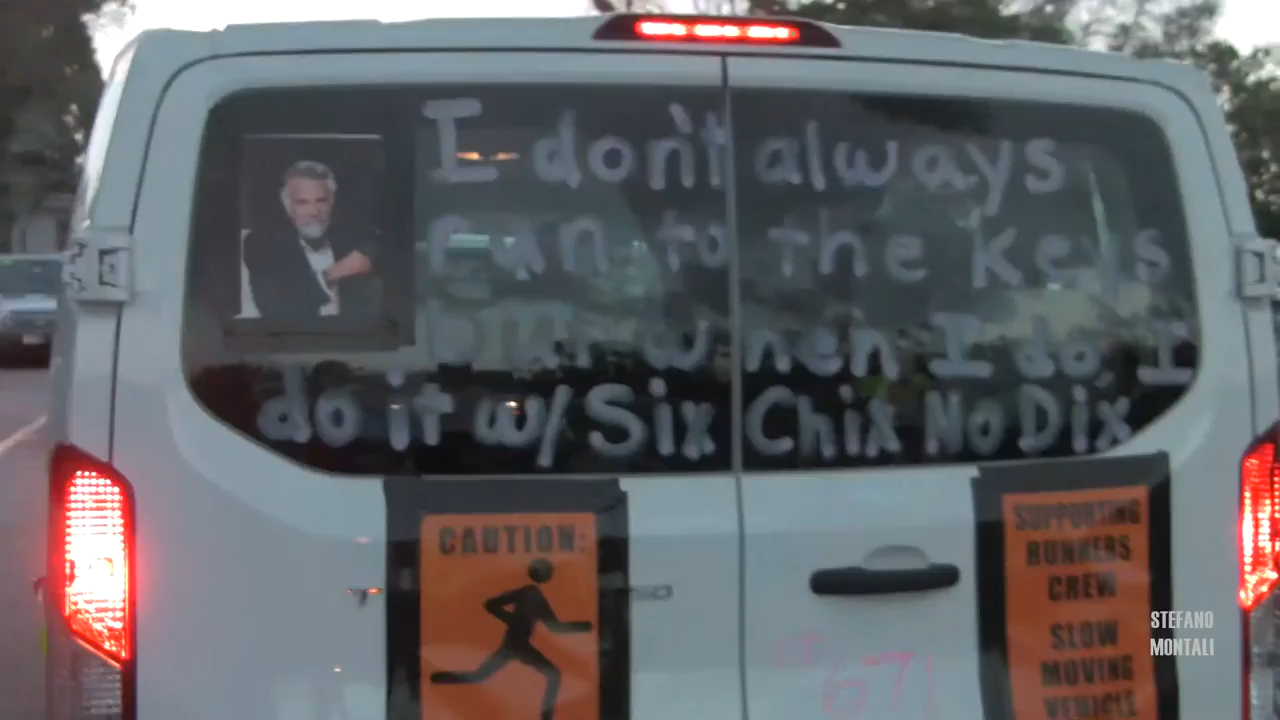 I don't always
run to the keys
but when I do, I
do it w/ Six Chix No Dix
CAUTION:
SUPPORTING
RUNNERS
CREW
SLOW
MOVING
VEHICLE
671
STEFANO
MONTALI